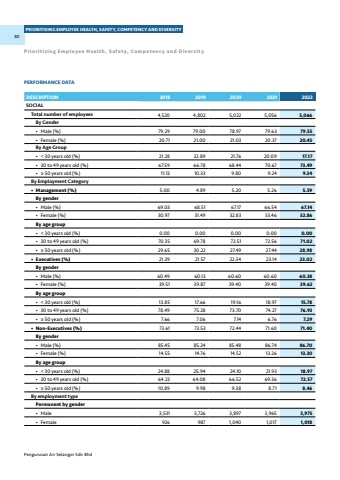 PRIORITISING EMPLOYEE HEALTH, SAFETY, COMPETENCY AND DIVERSITY
80
Prioritising Employee Health, Safety, Competency and Diversity
PERFORMANCE DATA
DESCRIPTION 2018 2019 2020 2021 2022
SOCIAL
Total number of employees 4,520 4,802 5,022 5,056 5,066
By Gender
• Male (%) 79.29 79.00 78.97 79.63 79.55
• Female (%) 20.71 21.00 21.03 20.37 20.45
By Age Group
• < 30 years old (%) 21.28 22.89 21.76 20.09 17.17
• 30 to 49 years old (%) 67.59 66.78 68.44 70.67 73.49
• ≥ 50 years old (%) 11.13 10.33 9.80 9.24 9.34
By Employment Category
• Management (%) 5.00 4.89 5.20 5.26 5.59
By gender
• Male (%) 69.03 68.51 67.17 66.54 67.14
• Female (%) 30.97 31.49 32.83 33.46 32.86
By age group
• < 30 years old (%) 0.00 0.00 0.00 0.00 0.00
• 30 to 49 years old (%) 70.35 69.78 72.51 72.56 71.02
• ≥ 50 years old (%) 29.65 30.22 27.49 27.44 28.98
• Executives (%) 21.39 21.57 22.34 23.14 23.02
By gender
• Male (%) 60.49 60.13 60.60 60.60 60.38
• Female (%) 39.51 39.87 39.40 39.40 39.62
By age group
• < 30 years old (%) 13.85 17.66 19.16 18.97 15.78
• 30 to 49 years old (%) 78.49 75.28 73.70 74.27 76.93
• ≥ 50 years old (%) 7.66 7.06 7.14 6.76 7.29
• Non-Executives (%) 73.61 73.53 72.44 71.60 71.40
By gender
• Male (%) 85.45 85.24 85.48 86.74 86.70
• Female (%) 14.55 14.76 14.52 13.26 13.30
By age group
• < 30 years old (%) 24.88 25.94 24.10 21.93 18.97
• 30 to 49 years old (%) 64.23 64.08 66.52 69.36 72.57
• ≥ 50 years old (%) 10.89 9.98 9.38 8.71 8.46
By employment type
Permanent by gender
• Male 3,531 3,726 3,897 3,965 3,975
• Female 926 987 1,040 1,017 1,018
Pengurusan Air Selangor Sdn Bhd